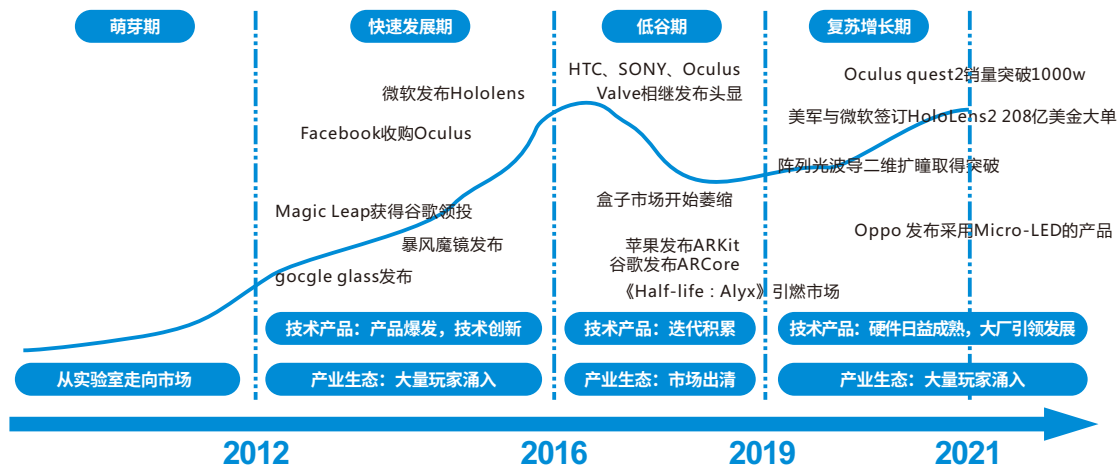 萌芽期
快速发展期
低谷期
复苏增长期
HTC、SONY、Oculus
Valve相继发布头显
Oculus quest2销量突破1000w
微软发布Hololens
美军与微软签订HoloLens2 208亿美金大单
Facebook收购Oculus
阵列光波导二维扩瞳取得突破
盒子市场开始萎缩
Magic Leap获得谷歌领投
Oppo 发布采用Micro-LED的产品
暴风魔镜发布
苹果发布ARKit
谷歌发布ARCore
gocgle glass发布
《Half-life：Alyx》引燃市场
技术产品：产品爆发，技术创新
技术产品：迭代积累
技术产品：硬件日益成熟，大厂引领发展
从实验室走向市场
产业生态：大量玩家涌入
产业生态：市场出清
产业生态：大量玩家涌入
2012
2016
2019
2021